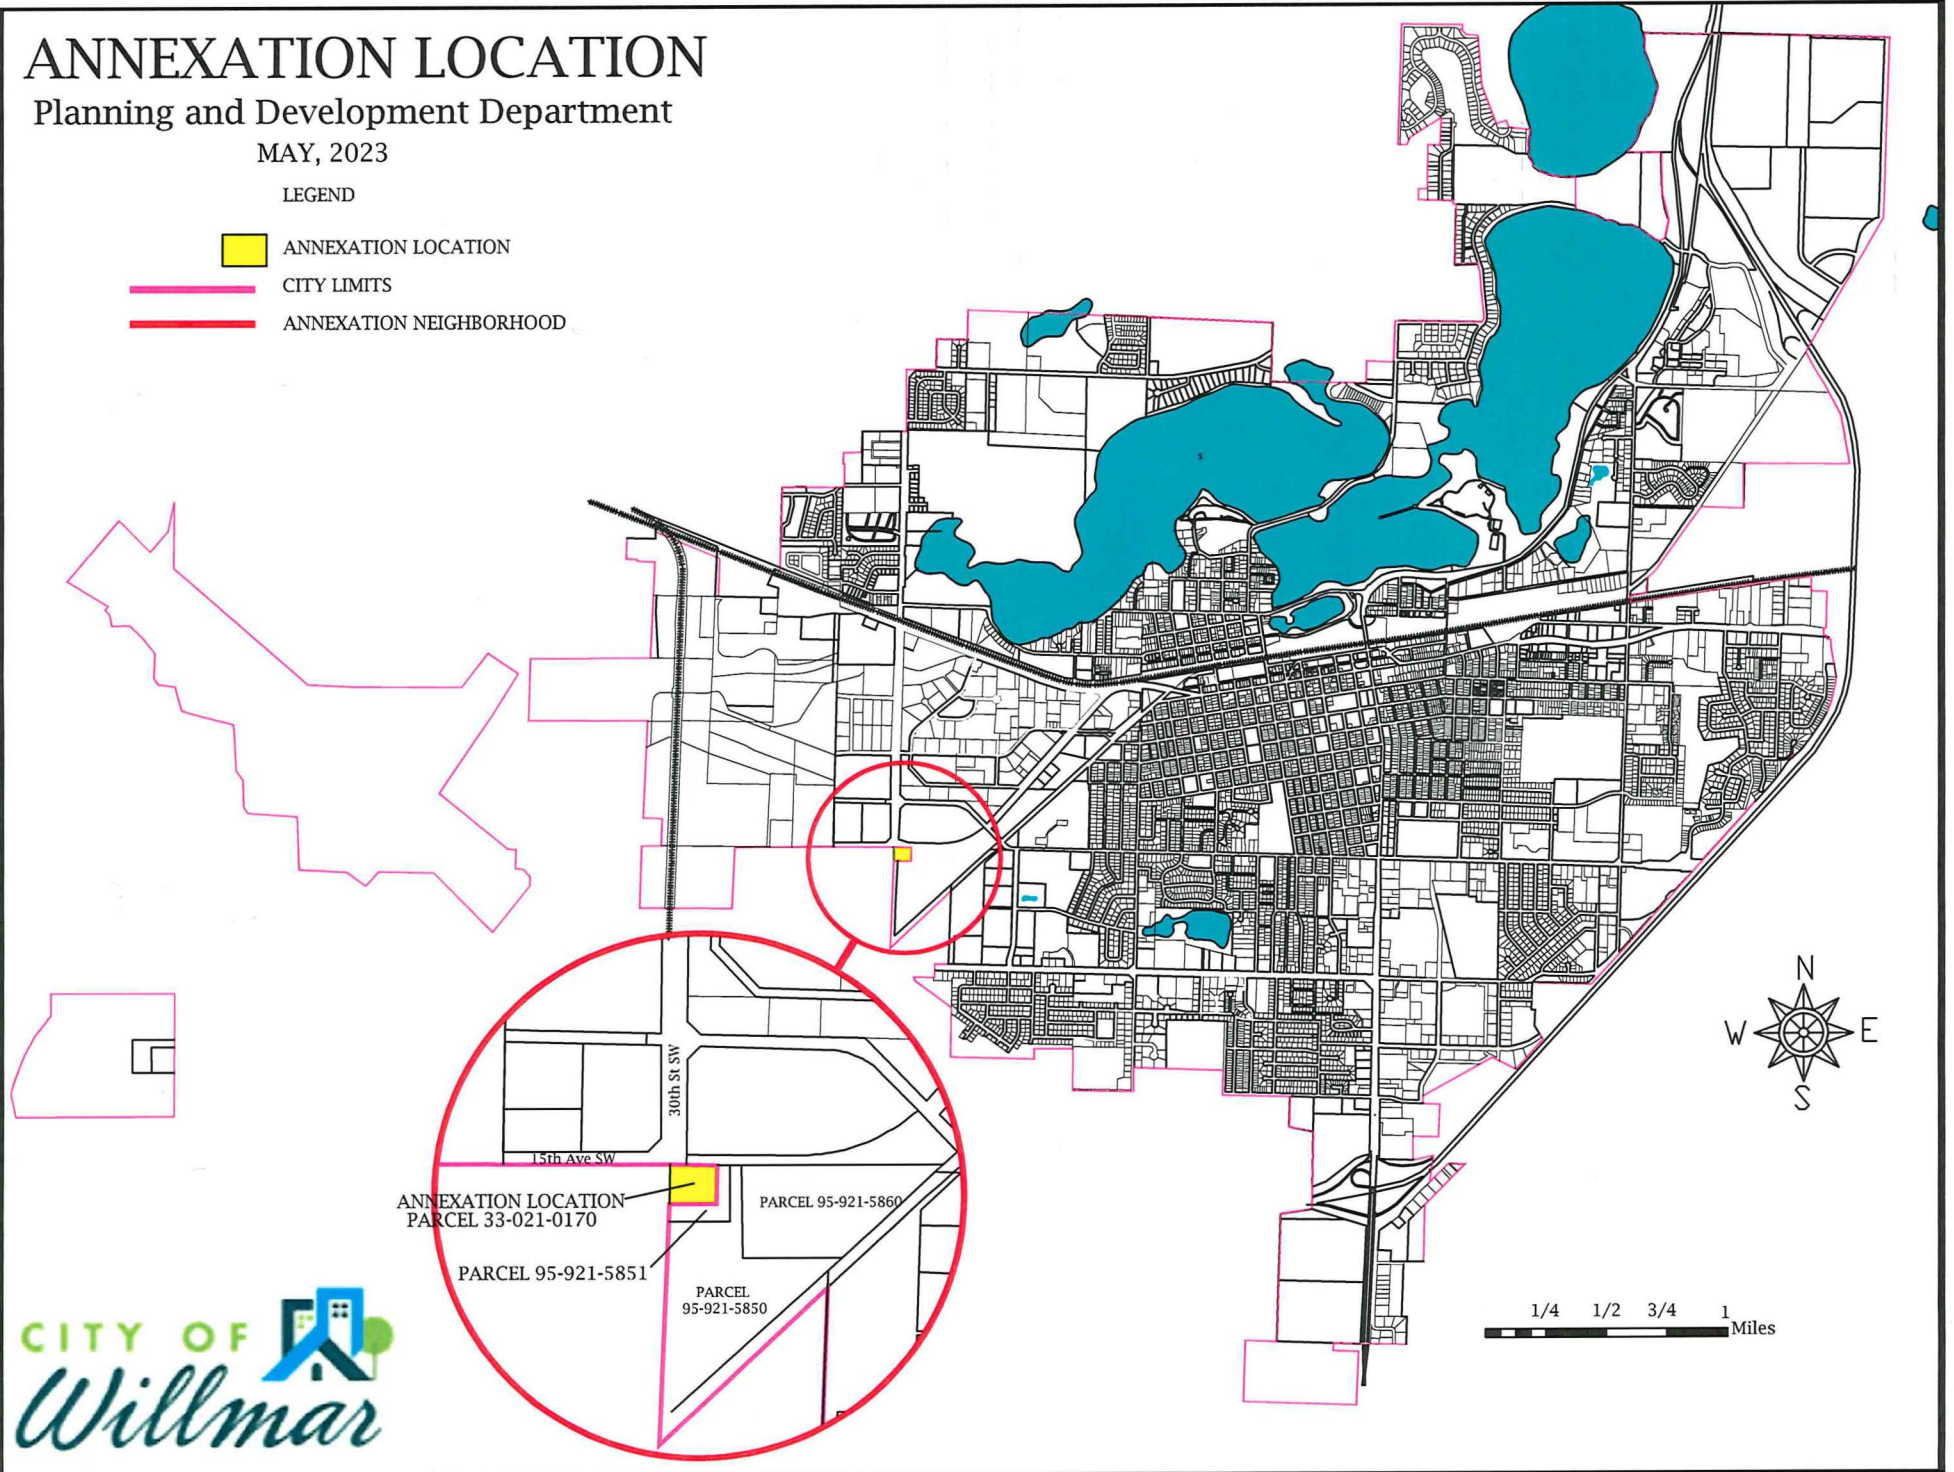 ANNEXATION LOCATION
Planning and Development Department
MAY, 2023
LEGEND
ANNEXATION LOCATION
CITY LIMITS
ANNEXATION NEIGHBORHOOD
30th St SW
15th Ave SW
ANNEXATION LOCATION
PARCEL 33-021-0170
PARCEL 95-921-5860
PARCEL 95-921-5851
PARCEL
95-921-5850
N
W E
S
1/4 1/2 3/4 1
Miles
CITY OF
Willmar